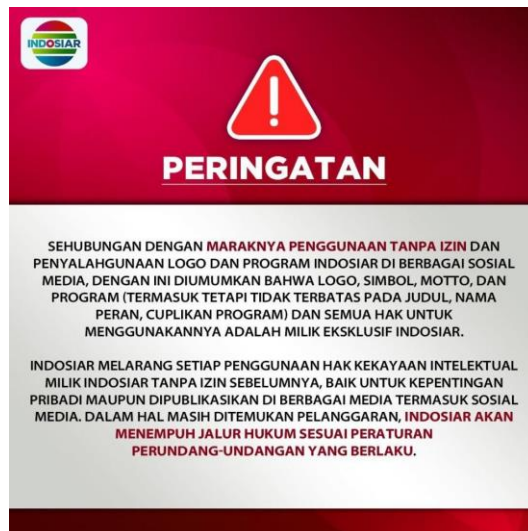 INDOSIAR
PERINGATAN
SEHUBUNGAN DENGAN MARAKNYA PENGGUNAAN TANPA IZIN DAN
PENYALAHGUNAAN LOGO DAN PROGRAM INDOSIAR DI BERBAGAI SOSIAL
MEDIA, DENGAN INI DIUMUMKAN BAHWA LOGO, SIMBOL, MOTTO, DAN
PROGRAM (TERMASUK TETAPI TIDAK TERBATAS PADA JUDUL, NAMA
PERAN, CUPLIKAN PROGRAM) DAN SEMUA HAK UNTUK
MENGGUNAKANNYA ADALAH MILIK EKSKLUSIF INDOSIAR.
INDOSIAR MELARANG SETIAP PENGGUNAAN HAK KEKAYAAN INTELEKTUAL
MILIK INDOSIAR TANPA IZIN SEBELUMNYA, BAIK UNTUK KEPENTINGAN
PRIBADI MAUPUN DIPUBLIKASIKAN DI BERBAGAI MEDIA TERMASUK SOSIAL
MEDIA. DALAM HAL MASIH DITEMUKAN PELANGGARAN, INDOSIAR AKAN
MENEMPUH JALUR HUKUM SESUAI PERATURAN
PERUNDANG-UNDANGAN YANG BERLAKU.